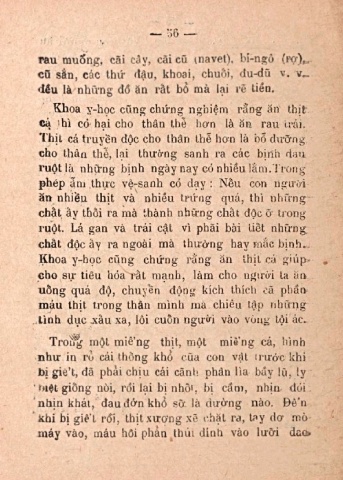 — 56 —
rau muống, cãi cây, cãi cũ (navet), bí-ngô (rợ),
cũ sắn, các thứ đậu, khoai, chuối, đu-dũ v. v..
đều là những đồ ăn rất bổ mà lại rẻ tiền.
Khoa y-học cũng chứng nghiệm rằng ăn thịt
cá thì có hại cho thân thể hơn là ăn rau trái.
Thịt cá truyền độc cho thân thể hơn là bổ dưỡng
cho thân thể, lại thường sanh ra các bịnh đau
ruột là những bịnh ngày nay có nhiều lắm. Trong
phép ẩm thực vệ-sanh có dạy : Nếu con người
ăn nhiều thịt và nhiều trứng quá, thì những
chất ấy thối ra mà thành những chất độc ở trong
ruột. Lá gan và trái cật vì phải bài tiết những
chất độc ấy ra ngoài mà thường hay mắc bịnh.
Khoa y-học cũng chứng rằng ăn thịt cá giúp
cho sự tiêu hóa rất mạnh, làm cho người ta ăn
uống quá độ, chuyển động kích thích cã phần
máu thịt trong thân mình mà chiêu tập những
tình dục xấu xa, lôi cuốn người vào vòng tội ác.
Trong một miếng thịt, một miếng cá, hình
như in rỏ cái thống khổ của con vật trước khi
bị giết, đã phải chịu cái cảnh phân lìa bầy lũ, ly
biệt giống nòi, rồi lại bị nhốt, bị cầm, nhịn đói
nhịn khát, đau đớn khổ sở là dường nào. Đến
khi bị giết rồi, thịt xương xẻ chặt ra, tay dơ mó
máy vào, máu hôi phẩn thúi dính vào lưỡi dao